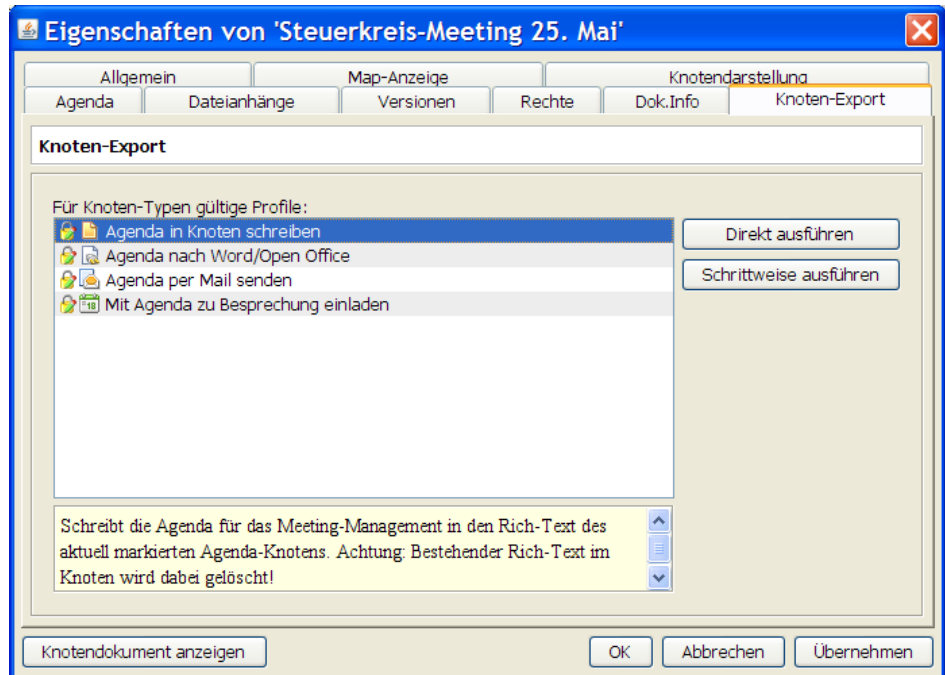 Eigenschaften von 'Steuerkreis-Meeting 25. Mai'
Allgemein Map-Anzeige Knotendarstellung
Agenda Dateianhänge Versionen Rechte Dok.Info Knoten-Export
Knoten-Export
Für Knoten-Typen gültige Profile:
Agenda in Knoten schreiben
Agenda nach Word/Open Office
Agenda per Mail senden
Mit Agenda zu Besprechung einladen
Direkt ausführen
Schrittweise ausführen
Schreibt die Agenda für das Meeting-Management in den Rich-Text des
aktuell markierten Agenda-Knotens. Achtung: Bestehender Rich-Text im
Knoten wird dabei gelöscht!
Knotendokument anzeigen OK Abbrechen Übernehmen